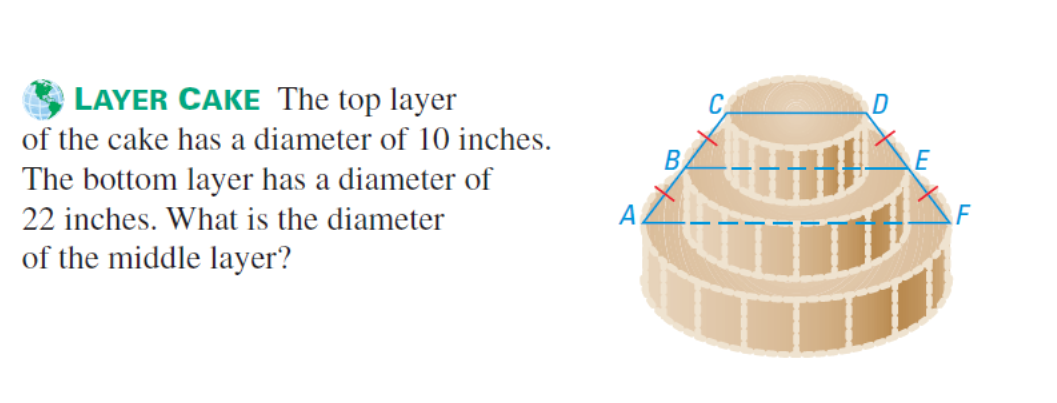 LAYER CAKE The top layer
of the cake has a diameter of 10 inches.
The bottom layer has a diameter of
22 inches. What is the diameter
of the middle layer?
C D
B E
A F